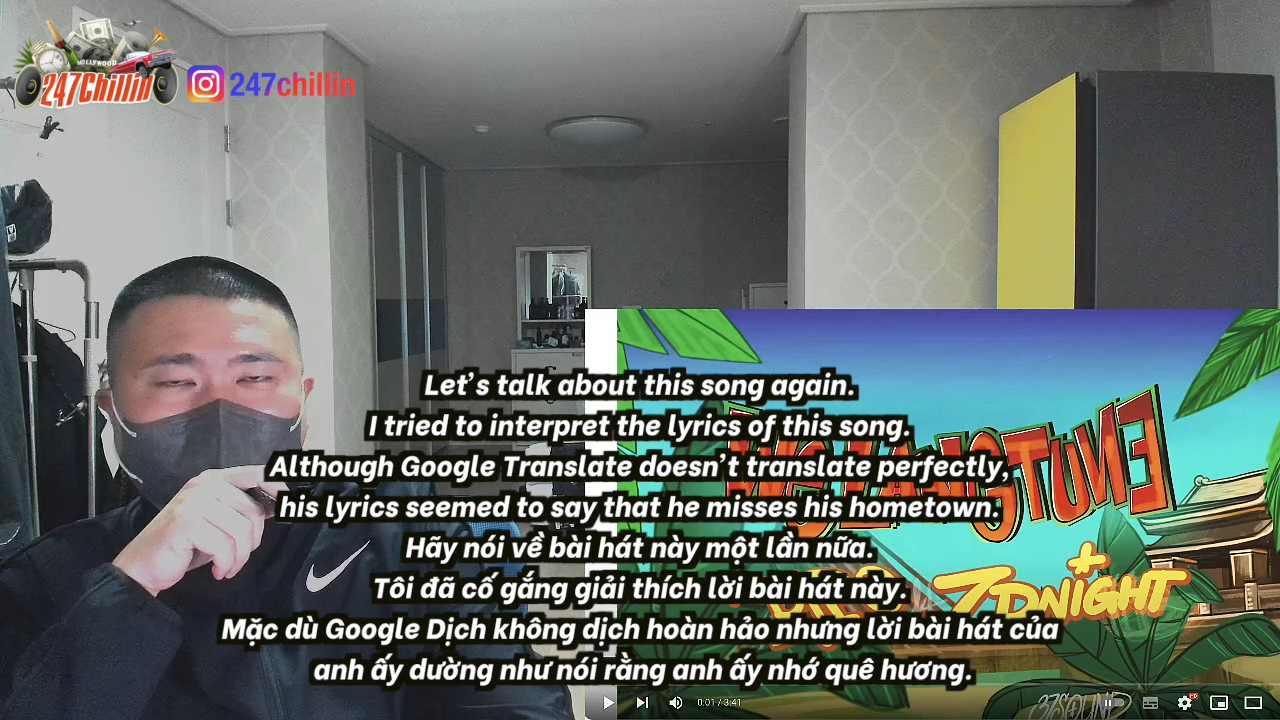 HOLLYWOOD
247Chillin
247chillin
Let's talk about this song again.
I tried to interpret the lyrics of this song.
Although Google Translate doesn't translate perfectly,
his lyrics seemed to say that he misses his hometown.
Hãy nói về bài hát này một lần nữa.
Tôi đã cố gắng giải thích lời bài hát này.
Mặc dù Google Dịch không dịch hoàn hảo nhưng lời bài hát của
anh ấy dường như nói rằng anh ấy nhớ quê hương.
7DNIGHT
0:01 / 3:41